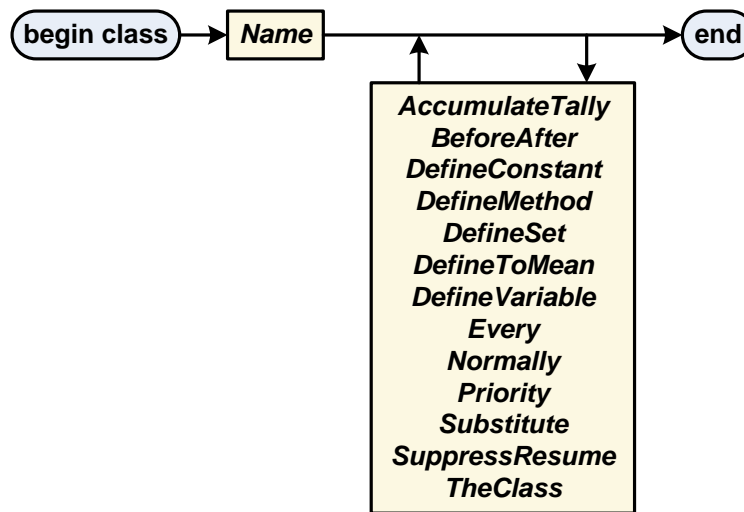 begin class Name end
AccumulateTally
BeforeAfter
DefineConstant
DefineMethod
DefineSet
DefineToMean
DefineVariable
Every
Normally
Priority
Substitute
SuppressResume
TheClass